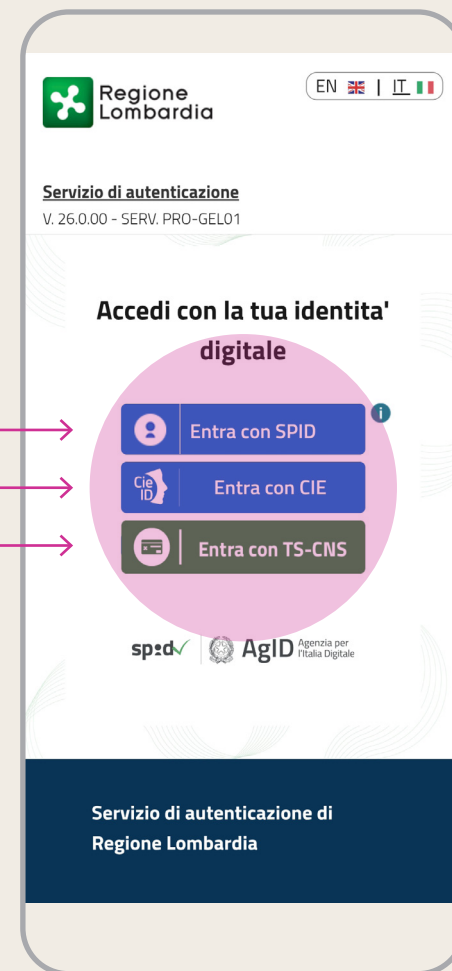 Regione
Lombardia
EN | IT
Servizio di autenticazione
V. 26.0.00 - SERV. PRO-GEL01
Accedi con la tua identita'
digitale
i
Entra con SPID
Cie
ID
Entra con CIE
Entra con TS-CNS
spid
AgID Agenzia per
l'Italia Digitale
Servizio di autenticazione di
Regione Lombardia